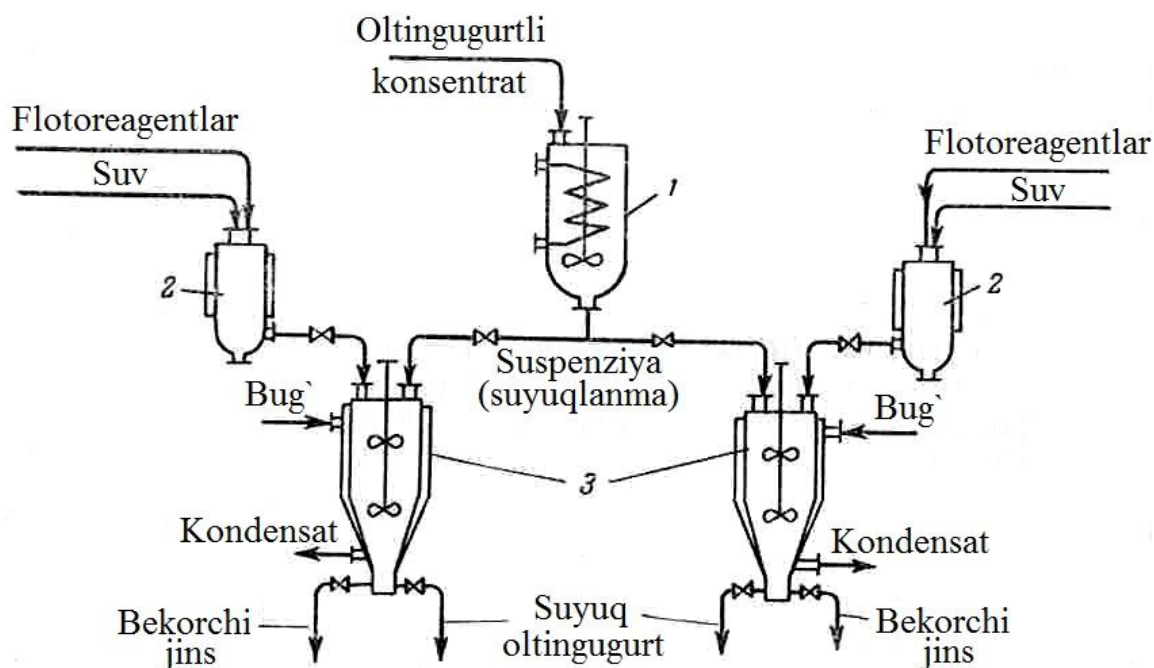 Oltingugurtli
konsentrat
Flotoreagentlar
Suv
Flotoreagentlar
Suv
1
2
2
Suspenziya
(suyuqlanma)
Bug`
Bug`
3
Kondensat
Kondensat
Bekorchi
jins
Suyuq
oltingugurt
Bekorchi
jins